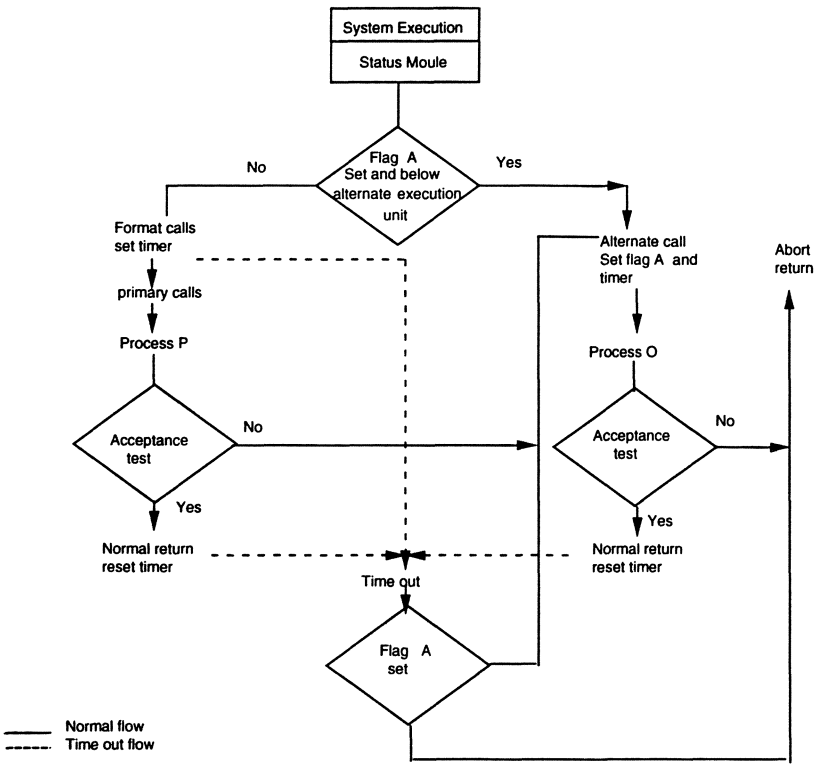 System Execution
Status Moule
Flag A
Set and below
alternate execution
unit
No
Yes
Format calls
set timer
primary calls
Process P
Acceptance
test
No
Yes
Normal return
reset timer
Alternate call
Set flag A and
timer
Process O
Acceptance
test
No
Yes
Normal return
reset timer
Abort
return
Time out
Flag A
set
Normal flow
Time out flow